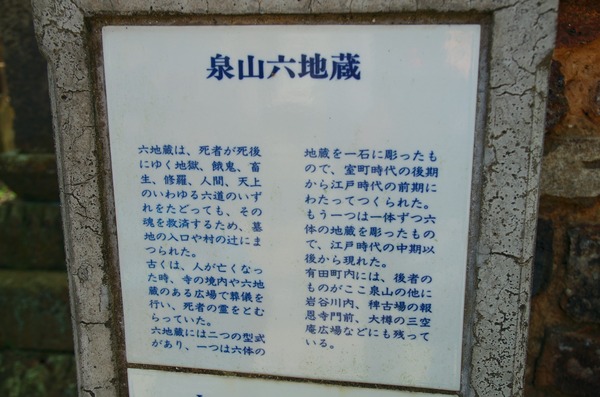 泉山六地蔵
六地蔵は、死者が死後
にゆく地獄、餓鬼、畜
生、修羅、人間、天上
のいわゆる六道のいず
れをたどっても、その
魂を救済するため、墓
地の入口や村の辻にま
つられた。
古くは、人が亡くなっ
た時、寺の境内や六地
蔵のある広場で葬儀を
行い、死者の霊をとむ
らっていた。
六地蔵には二つの型式
があり、一つは六体の
地蔵を一石に彫ったも
ので、室町時代の後期
から江戸時代の前期に
わたってつくられた。
もう一つは一体ずつ六
体の地蔵を彫ったもの
で、江戸時代の中期以
後から現れた。
有田町内には、後者の
ものがここ泉山の他に
岩谷川内、稗古場の報
恩寺門前、大樽の三空
庵広場などにも残って
いる。